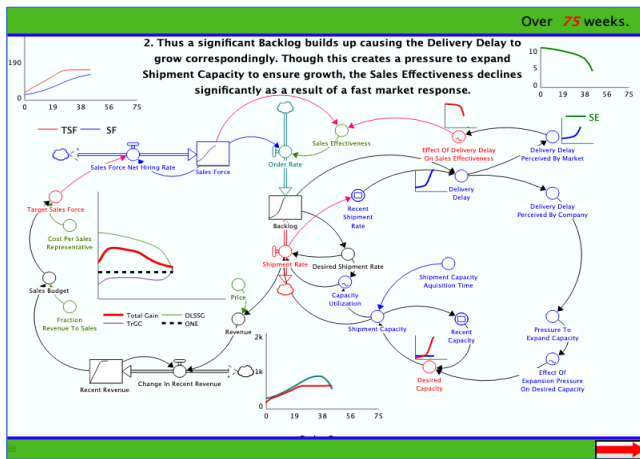 Over 75 weeks.
2. Thus a significant Backlog builds up causing the Delivery Delay to
grow correspondingly. Though this creates a pressure to expand
Shipment Capacity to ensure growth, the Sales Effectiveness declines
significantly as a result of a fast market response.
190
0
0 19 38 56 75
TSF SF
10
5
0
0 19 38 56 75
SE
Sales Force Net Hiring Rate
Sales Force
Order Rate
Sales Effectiveness
Effect Of Delivery Delay
On Sales Effectiveness
Delivery Delay
Perceived By Market
Target Sales Force
Cost Per Sales
Representative
Backlog
Recent
Shipment
Rate
Delivery
Delay
Delivery Delay
Perceived By Company
Shipment Rate
Desired Shipment Rate
Sales Budget
Fraction
Revenue To Sales
Total Gain OLSSG
TrGC ONE
Price
Revenue
Capacity
Utilization
Shipment Capacity
Aquisition Time
Shipment Capacity
Recent
Capacity
Pressure To
Expand Capacity
Desired
Capacity
Effect Of
Expansion Pressure
On Desired Capacity
Recent Revenue
Change In Recent Revenue
2k
1k
0
0 19 38 56 75